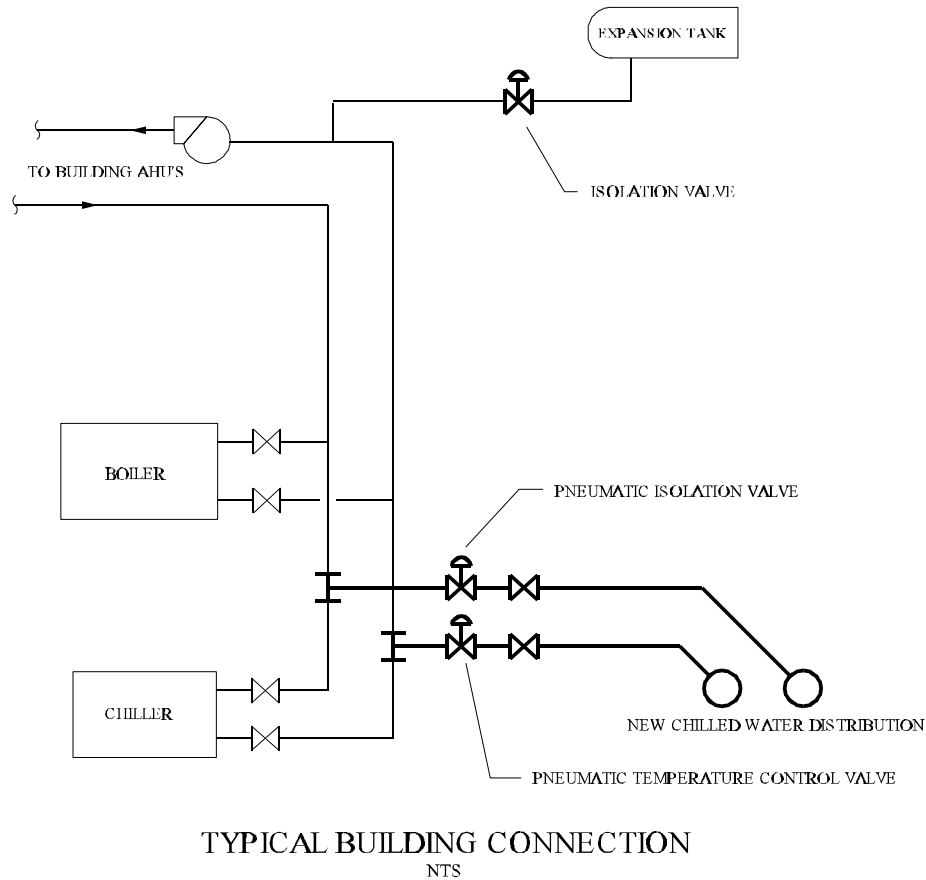 EXPANSION TANK
TO BUILDING AHU'S
ISOLATION VALVE
BOILER
PNEUMATIC ISOLATION VALVE
CHILLER
NEW CHILLED WATER DISTRIBUTION
PNEUMATIC TEMPERATURE CONTROL VALVE
TYPICAL BUILDING CONNECTION
NTS